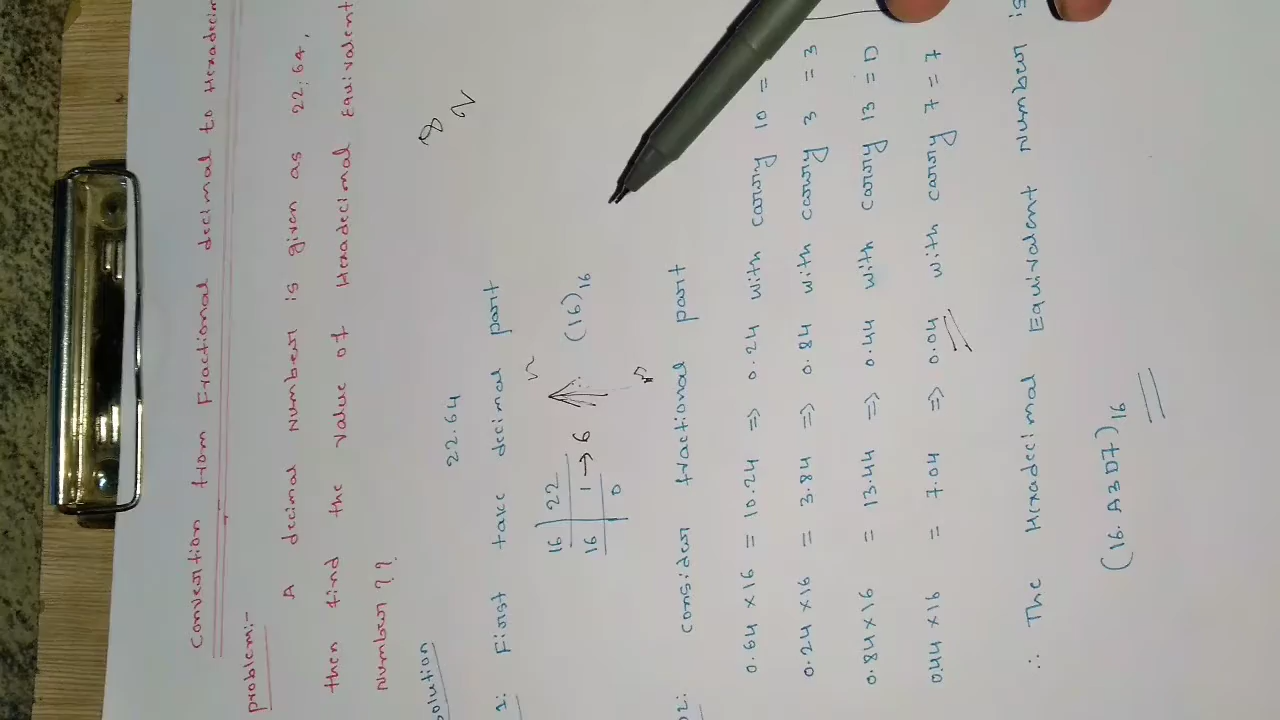 Convertion from Fractional decimal to Hexadecim
problem:-
A decimal Number is given as 22.64,
then find the value of Hexadecimal Equivalent
Number??
solution
22.64
1: First take decimal part
16 22
16 1 → 6 ∴ (16)16
0
02: consider fractional part
0.64 × 16 = 10.24 => 0.24 with carry 10 =
0.24 × 16 = 3.84 => 0.84 with carry 3 = 3
0.84 × 16 = 13.44 => 0.44 with carry 13 = D
0.44 × 16 = 7.04 => 0.04 with carry 7 = 7
∴ The Hexadecimal Equivalent Number is
(16.A3D7)16